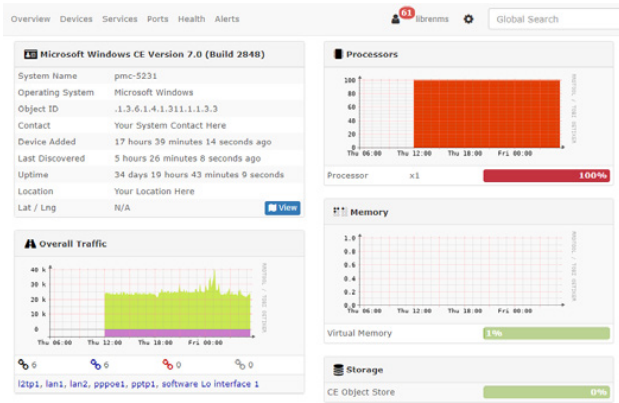 Overview Devices Services Ports Health Alerts
61
librenms
Global Search
Microsoft Windows CE Version 7.0 (Build 2848)
System Name pmc-5231
Operating System Microsoft Windows
Object ID .1.3.6.1.4.1.311.1.1.3.3
Contact Your System Contact Here
Device Added 17 hours 39 minutes 14 seconds ago
Last Discovered 5 hours 26 minutes 8 seconds ago
Uptime 34 days 19 hours 43 minutes 9 seconds
Location Your Location Here
Lat / Lng N/A
View
Overall Traffic
40 k
30 k
20 k
10 k
0
Thu 06:00 Thu 12:00 Thu 18:00 Fri 00:00
6 6 0 0
l2tp1, lan1, lan2, pppoe1, pptp1, software Lo interface 1
Processors
100
80
60
40
20
0
Thu 06:00 Thu 12:00 Thu 18:00 Fri 00:00
RRDTOOL / TOBI OETIKER
Processor x1 100%
Memory
1.0
0.8
0.6
0.4
0.2
0.0
Thu 06:00 Thu 12:00 Thu 18:00 Fri 00:00
RRDTOOL / TOBI OETIKER
Virtual Memory 1%
Storage
CE Object Store 0%